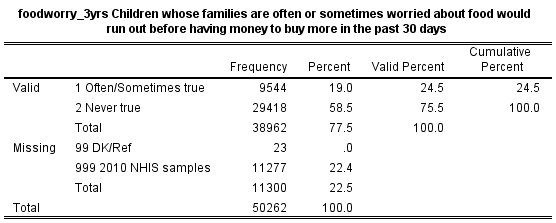 foodworry_3yrs Children whose families are often or sometimes worried about food would
run out before having money to buy more in the past 30 days
Frequency Percent Valid Percent Cumulative Percent
Valid 1 Often/Sometimes true 9544 19.0 24.5 24.5
2 Never true 29418 58.5 75.5 100.0
Total 38962 77.5 100.0
Missing 99 DK/Ref 23 .0
999 2010 NHIS samples 11277 22.4
Total 11300 22.5
Total 50262 100.0